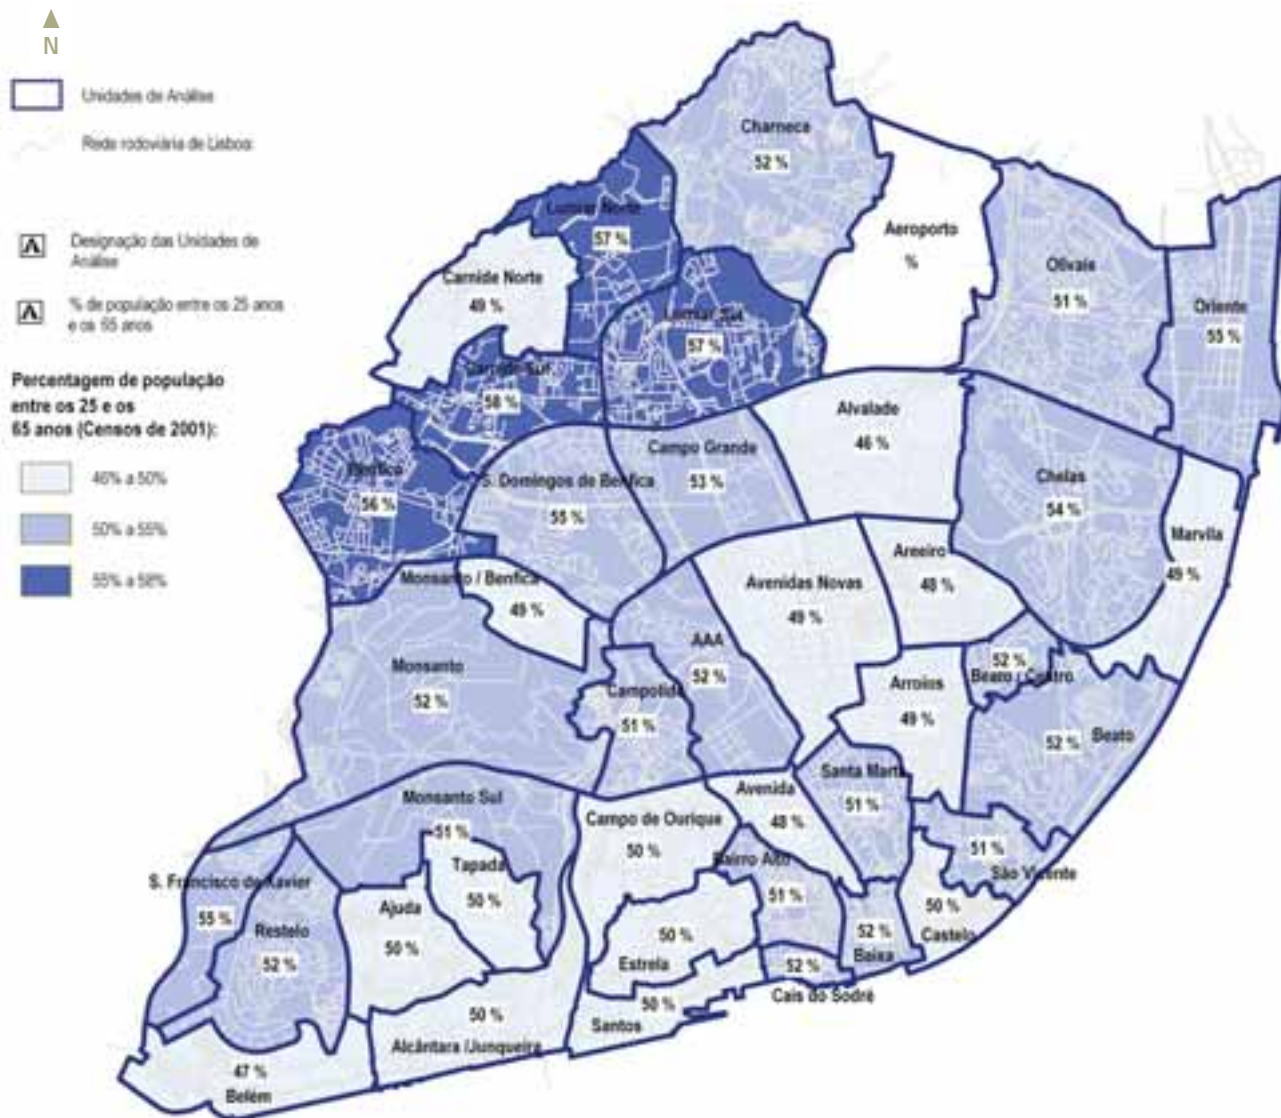 N
Unidades de Análise
Rede rodoviária de Lisboa:
A
Designação das Unidades de
Análise
A
% de população entre os 25 anos
e os 65 anos
Percentagem de população
entre os 25 e os
65 anos (Censos de 2001):
46% a 50%
50% a 55%
55% a 58%
Charneca
52 %
Lumiar Norte
57 %
Aeroporto
%
Carnide Norte
49 %
Olivais
51 %
Oriente
55 %
Lumiar Sul
57 %
Carnide Sul
58 %
Alvalade
46 %
Campo Grande
53 %
Benfica
56 %
S. Domingos de Benfica
55 %
Chelas
54 %
Marvila
49 %
Areeiro
48 %
Monsanto / Benfica
49 %
Avenidas Novas
49 %
AAA
52 %
Monsanto
52 %
52 %
Beato / Centro
Campolide
51 %
Arroios
49 %
Beato
52 %
Santa Marta
51 %
Avenida
48 %
Monsanto Sul
51 %
Campo de Ourique
50 %
Bairro Alto
51 %
51 %
São Vicente
Tapada
50 %
S. Francisco de Xavier
55 %
Ajuda
50 %
Restelo
52 %
50 %
Estrela
50 %
Castelo
52 %
Baixa
52 %
Cais do Sodré
50 %
Santos
50 %
Alcântara /Junqueira
47 %
Belém